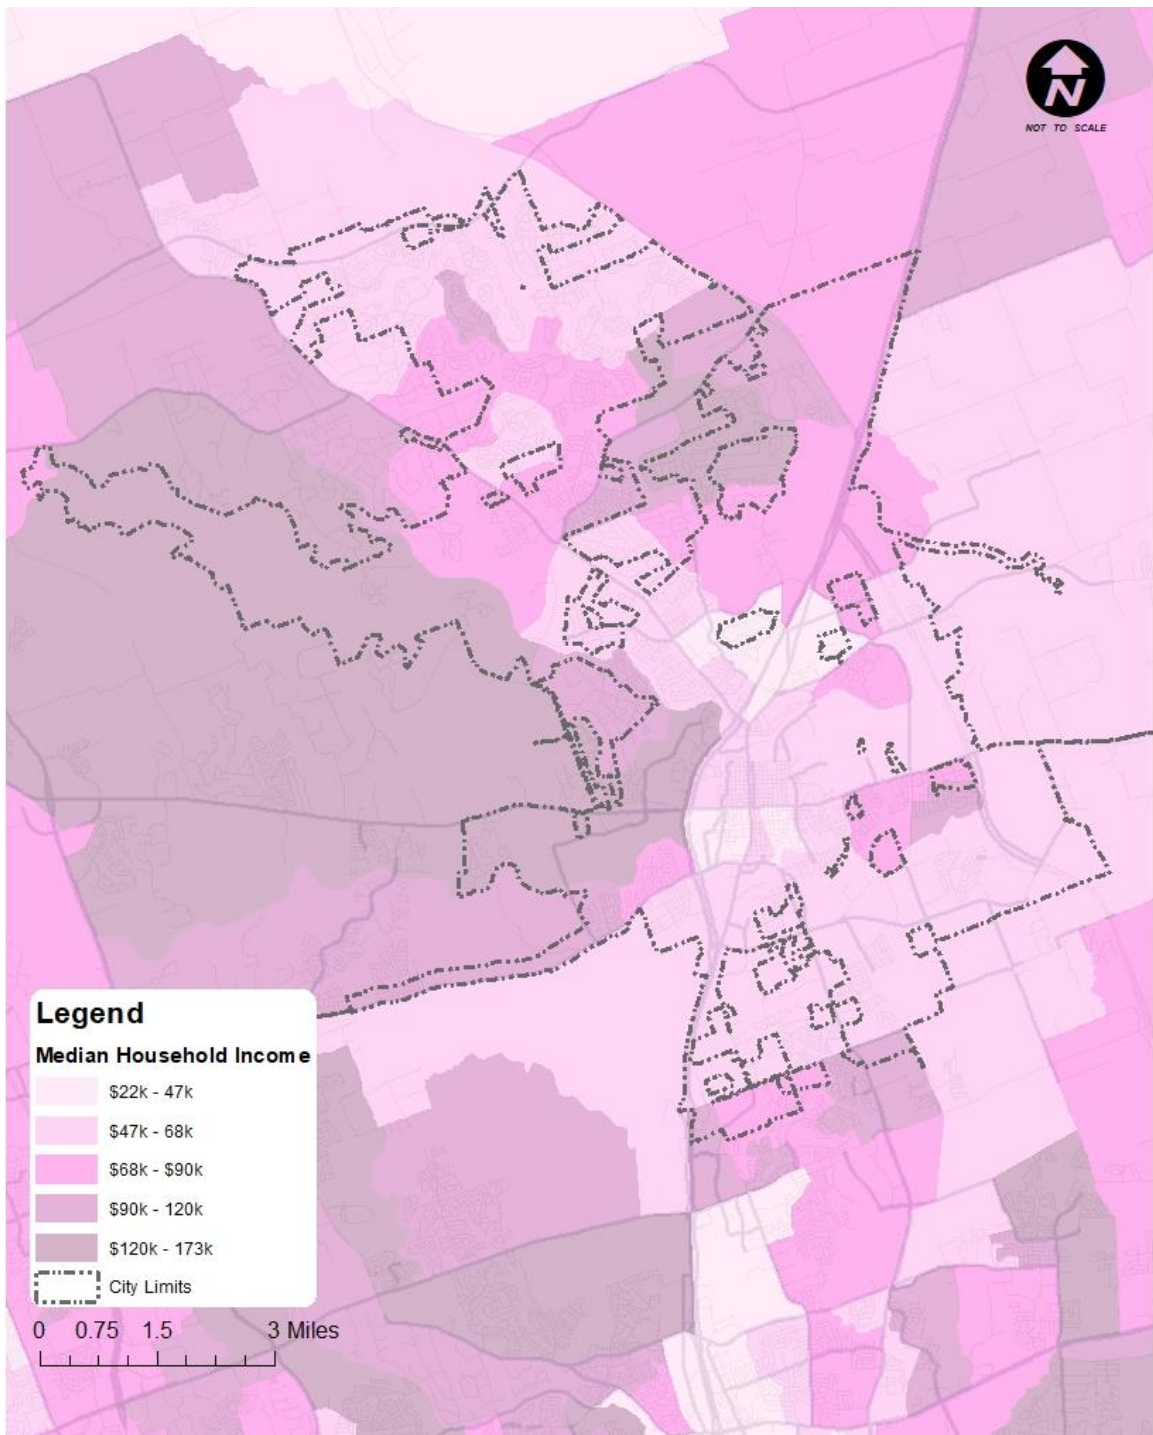 N
NOT TO SCALE
Legend
Median Household Income
$22k - 47k
$47k - 68k
$68k - $90k
$90k - 120k
$120k - 173k
City Limits
0 0.75 1.5 3 Miles